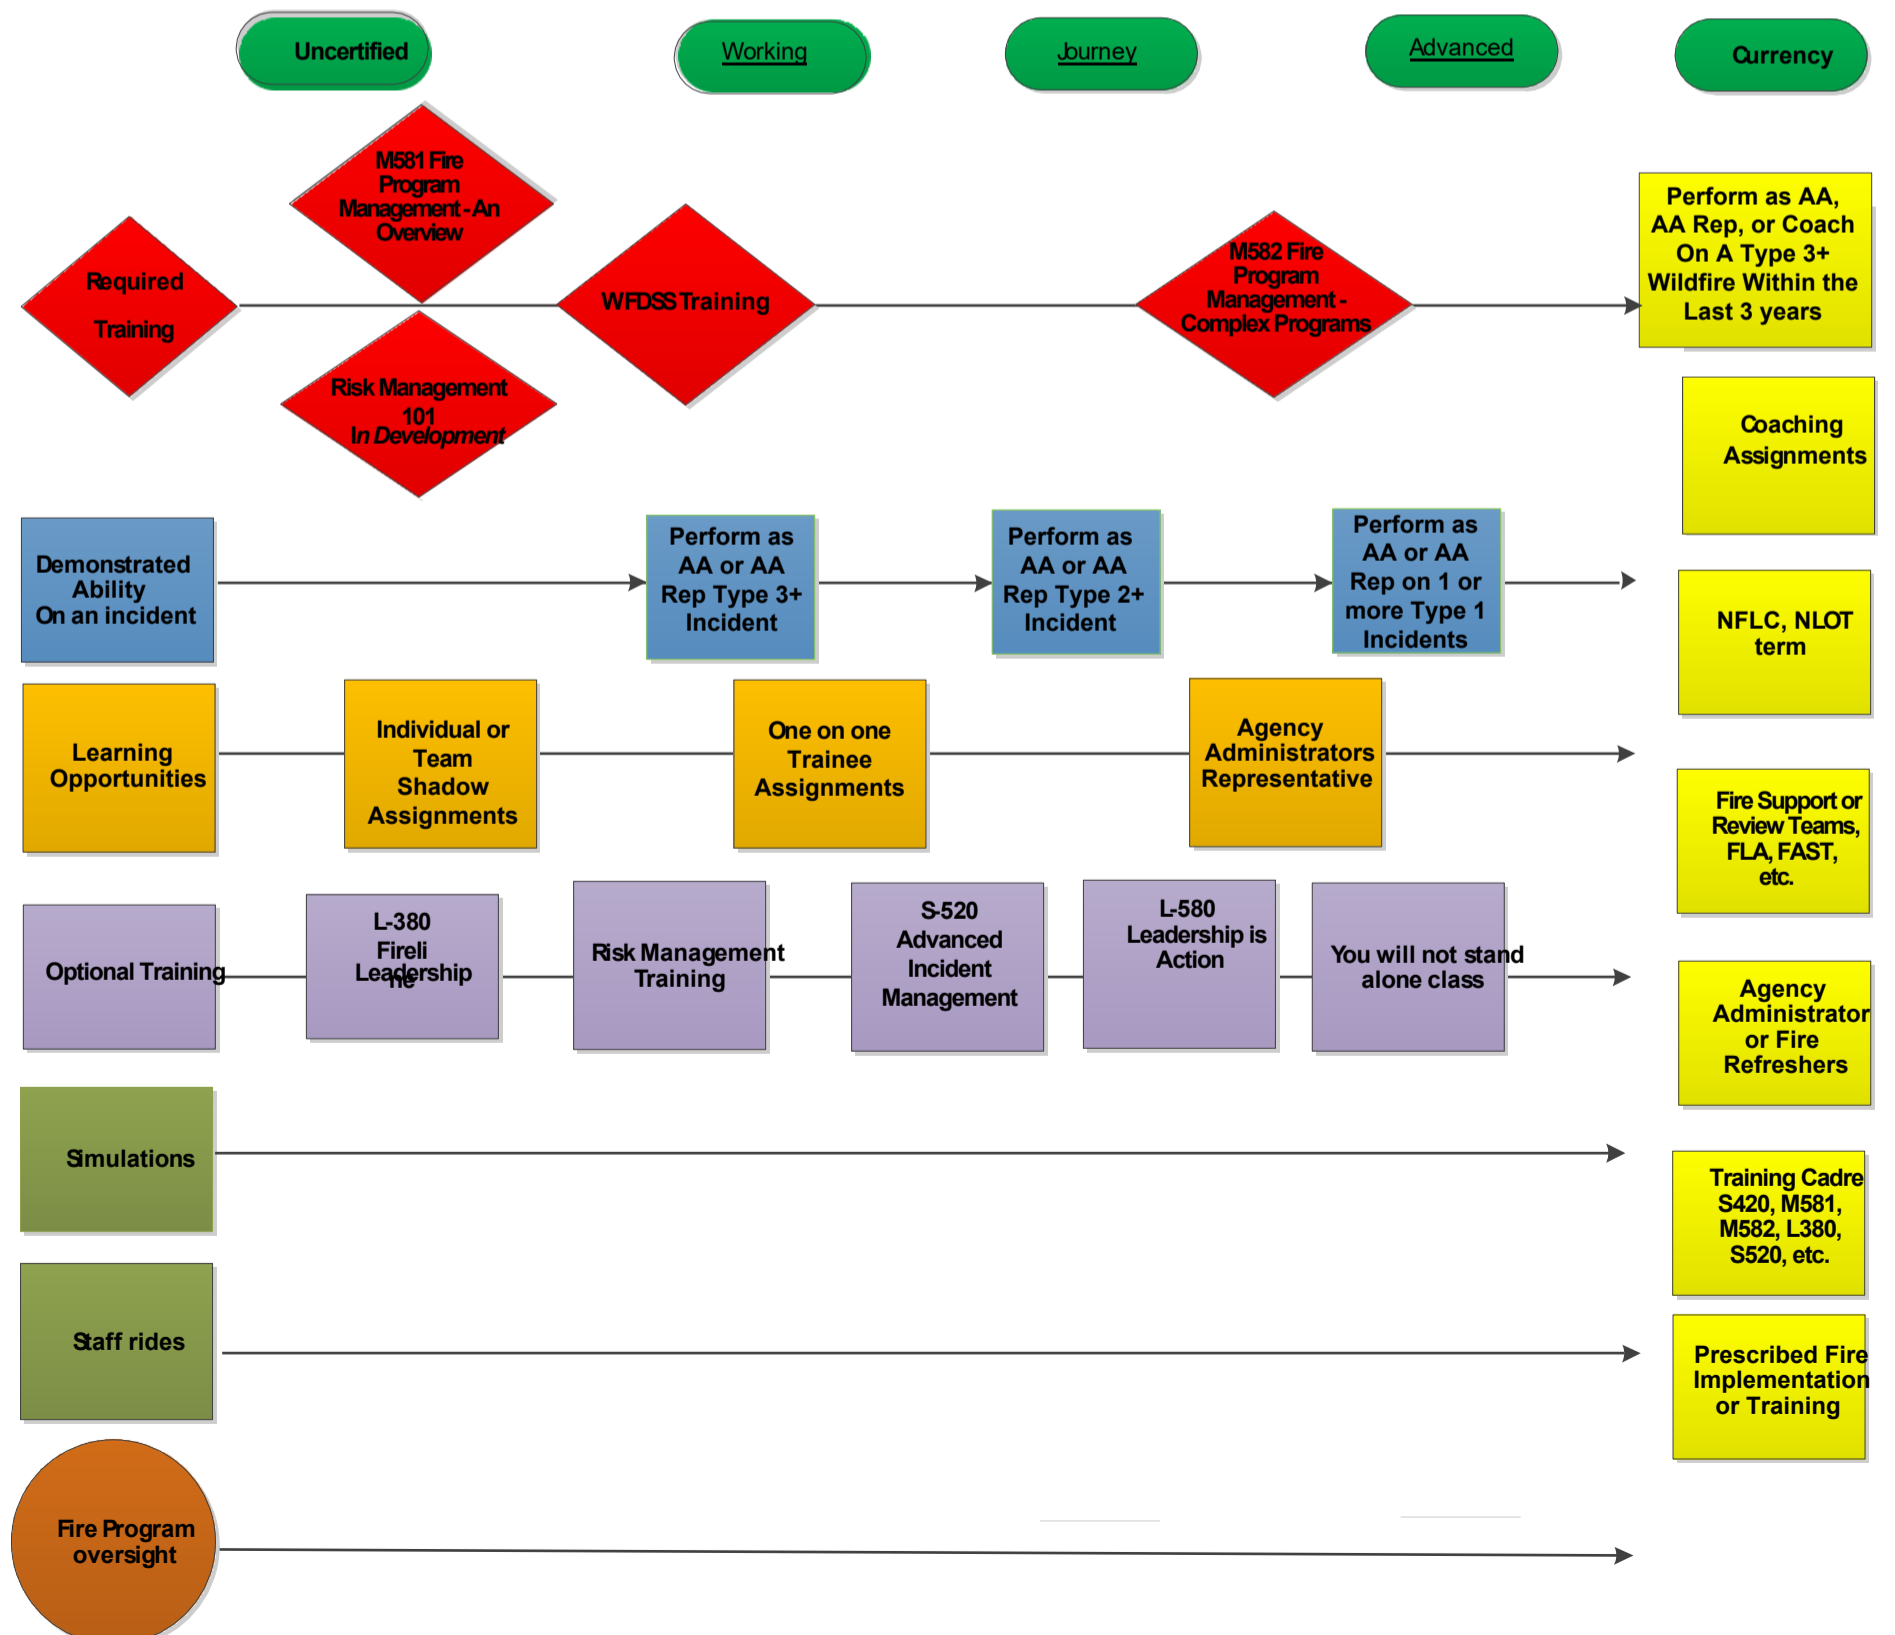 Uncertified
Working
Journey
Advanced
Currency
M581 Fire
Program
Management - An
Overview
Required
Training
WFDSS Training
M582 Fire
Program
Management -
Complex Programs
Perform as AA,
AA Rep, or Coach
On A Type 3+
Wildfire Within the
Last 3 years
Risk Management
101
In Development
Coaching
Assignments
Demonstrated
Ability
On an incident
Perform as
AA or AA
Rep Type 3+
Incident
Perform as
AA or AA
Rep Type 2+
Incident
Perform as
AA or AA
Rep on 1 or
more Type 1
Incidents
NFLC, NLOT
term
Learning
Opportunities
Individual or
Team
Shadow
Assignments
One on one
Trainee
Assignments
Agency
Administrators
Representative
Fire Support or
Review Teams,
FLA, FAST,
etc.
Optional Training
L-380
Fireli
ne
Leadership
Risk Management
Training
S-520
Advanced
Incident
Management
L-580
Leadership is
Action
You will not stand
alone class
Agency
Administrator
or Fire
Refreshers
Simulations
Training Cadre
S420, M581,
M582, L380,
S520, etc.
Staff rides
Prescribed Fire
Implementation
or Training
Fire Program
oversight